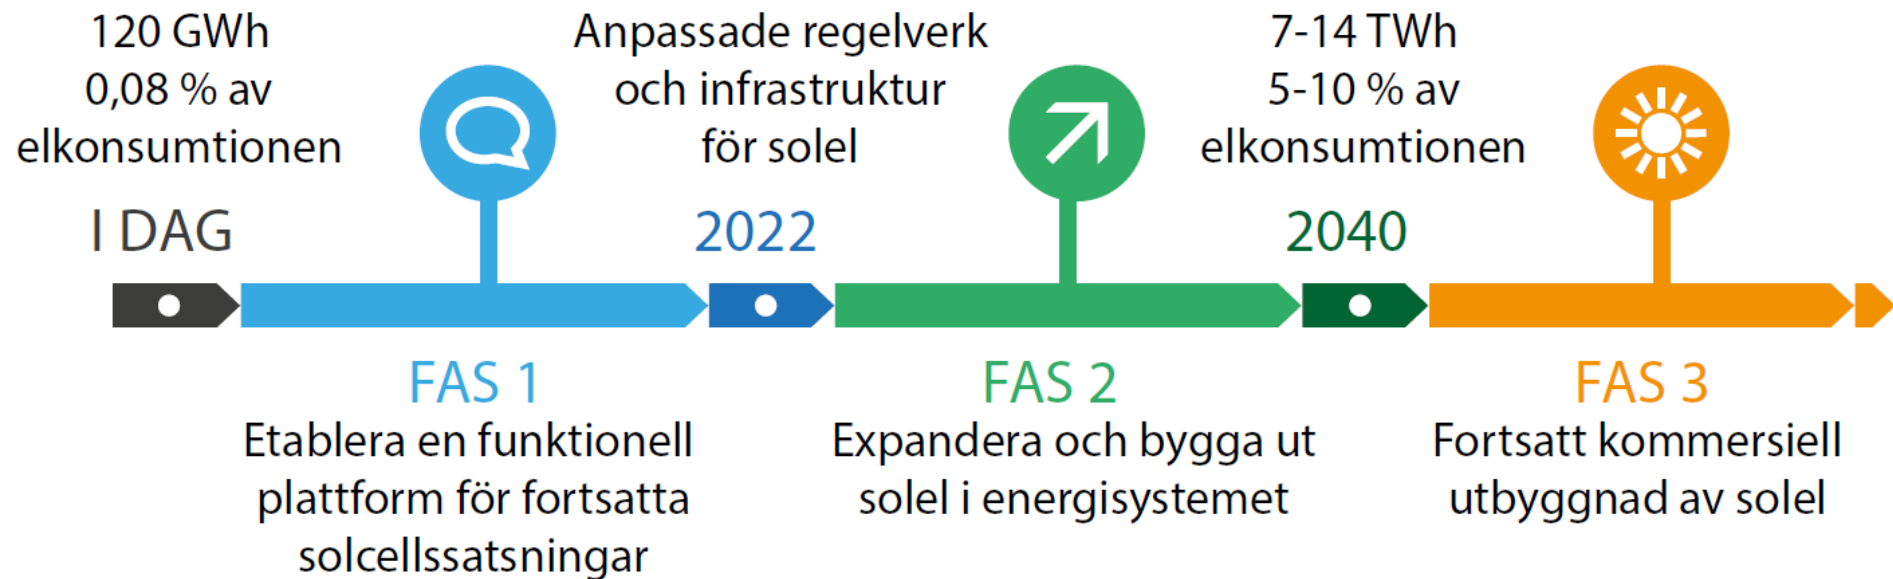 120 GWh
0,08 % av
elkonsumtionen
I DAG
Anpassade regelverk
och infrastruktur
för solel
2022
7-14 TWh
5-10 % av
elkonsumtionen
2040
FAS 1
Etablera en funktionell
plattform för fortsatta
solcellssatsningar
FAS 2
Expandera och bygga ut
solel i energisystemet
FAS 3
Fortsatt kommersiell
utbyggnad av solel